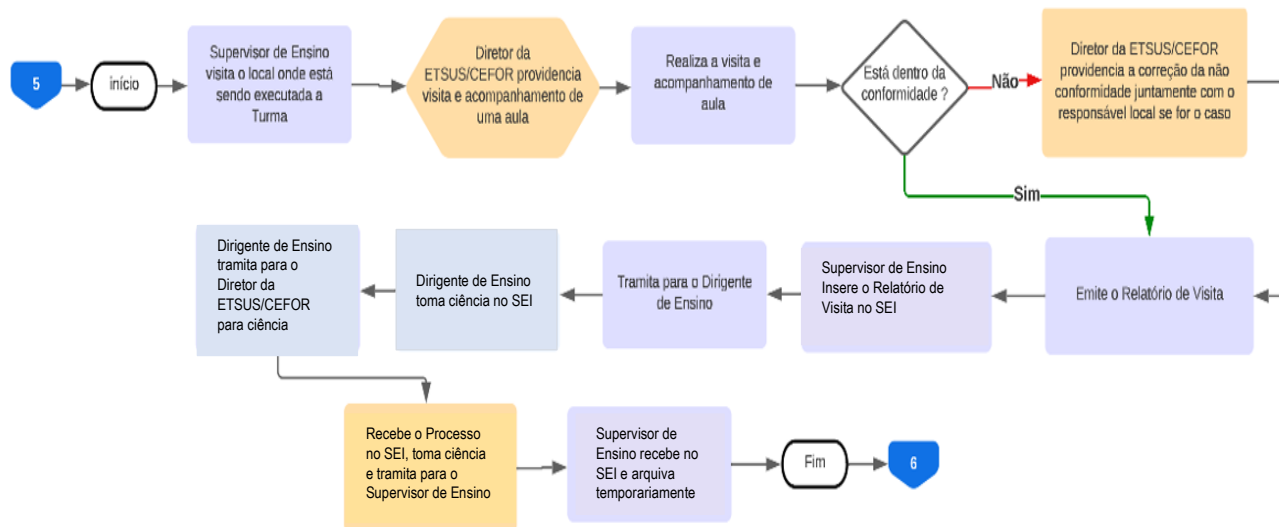 5
início
Supervisor de Ensino
visita o local onde está
sendo executada a
Turma
Diretor da
ETSUS/CEFOR providencia
visita e acompanhamento de
uma aula
Realiza a visita e
acompanhamento de
aula
Está dentro da
conformidade ?
Não
Diretor da ETSUS/CEFOR
providencia a correção da não
conformidade juntamente com o
responsável local se for o caso
Sim
Emite o Relatório de Visita
Supervisor de Ensino
Insere o Relatório de
Visita no SEI
Tramita para o Dirigente
de Ensino
Dirigente de Ensino
toma ciência no SEI
Dirigente de Ensino
tramita para o
Diretor da
ETSUS/CEFOR
para ciência
Recebe o Processo
no SEI, toma ciência
e tramita para o
Supervisor de Ensino
Supervisor de
Ensino recebe no
SEI e arquiva
temporariamente
Fim
6